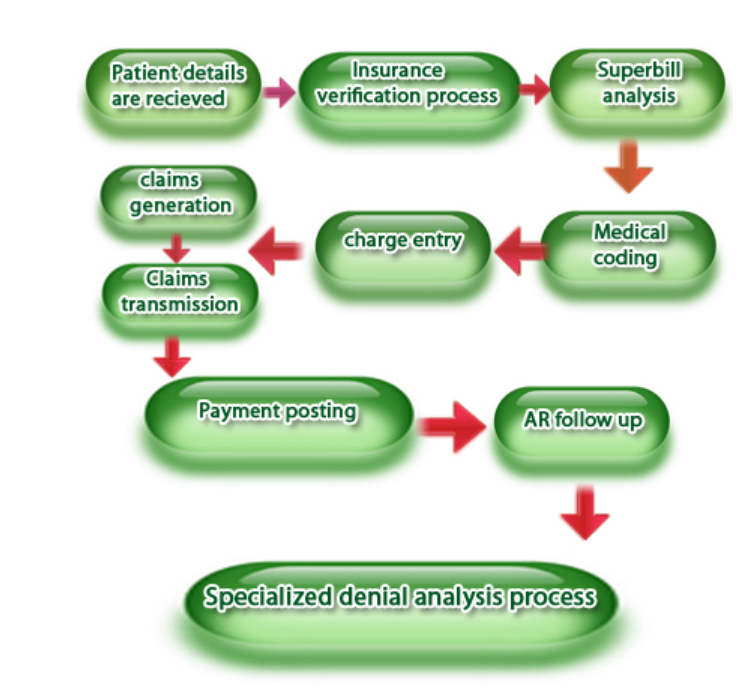 Patient details
are recieved
Insurance
verification process
Superbill
analysis
Medical
coding
charge entry
claims
generation
Claims
transmission
Payment posting
AR follow up
Specialized denial analysis process